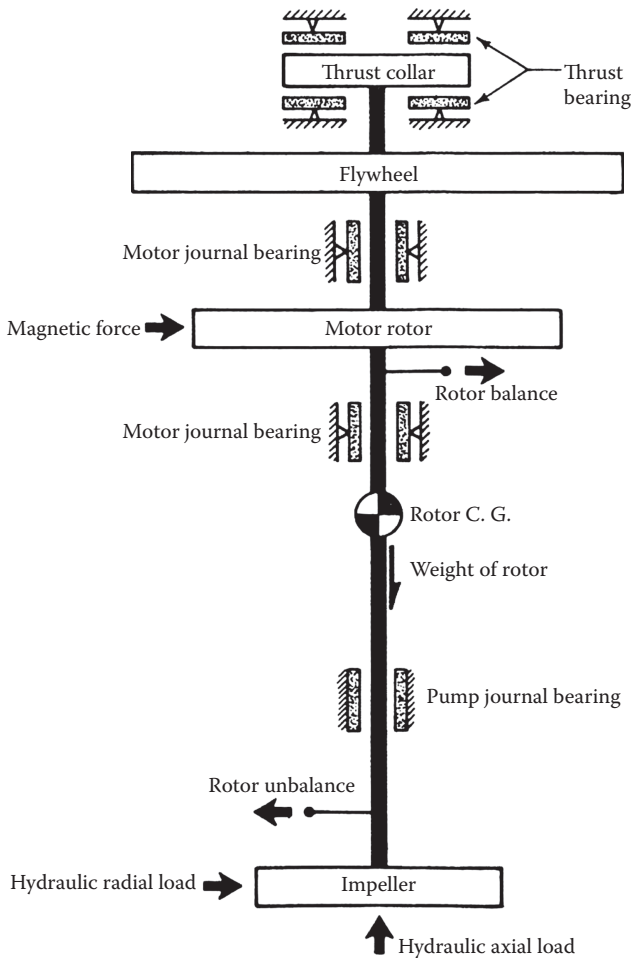 Thrust collar
Thrust
bearing
Flywheel
Motor journal bearing
Magnetic force
Motor rotor
Rotor balance
Motor journal bearing
Rotor C. G.
Weight of rotor
Pump journal bearing
Rotor unbalance
Hydraulic radial load
Impeller
Hydraulic axial load